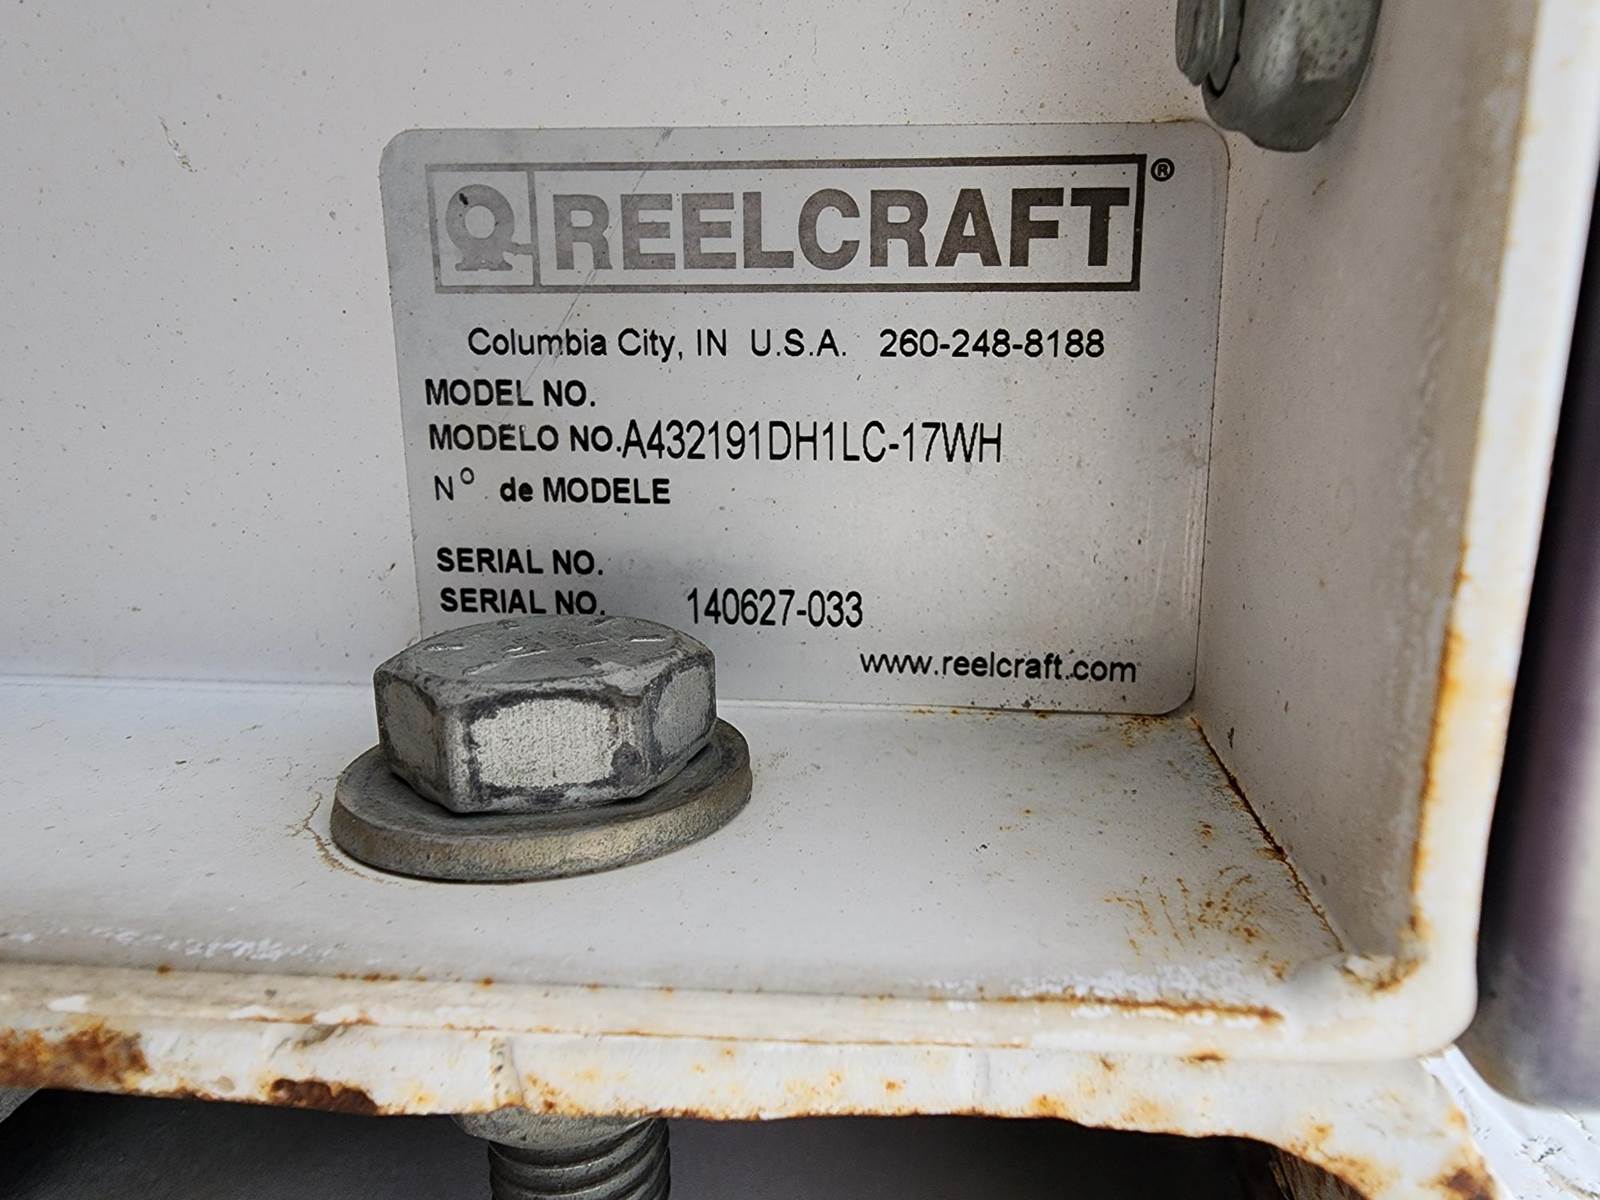 REELCRAFT®
Columbia City, IN U.S.A. 260-248-8188
MODEL NO.
MODELO NO. A432191DH1LC-17WH
Nº de MODELE
SERIAL NO.
SERIAL NO. 140627-033
www.reelcraft.com